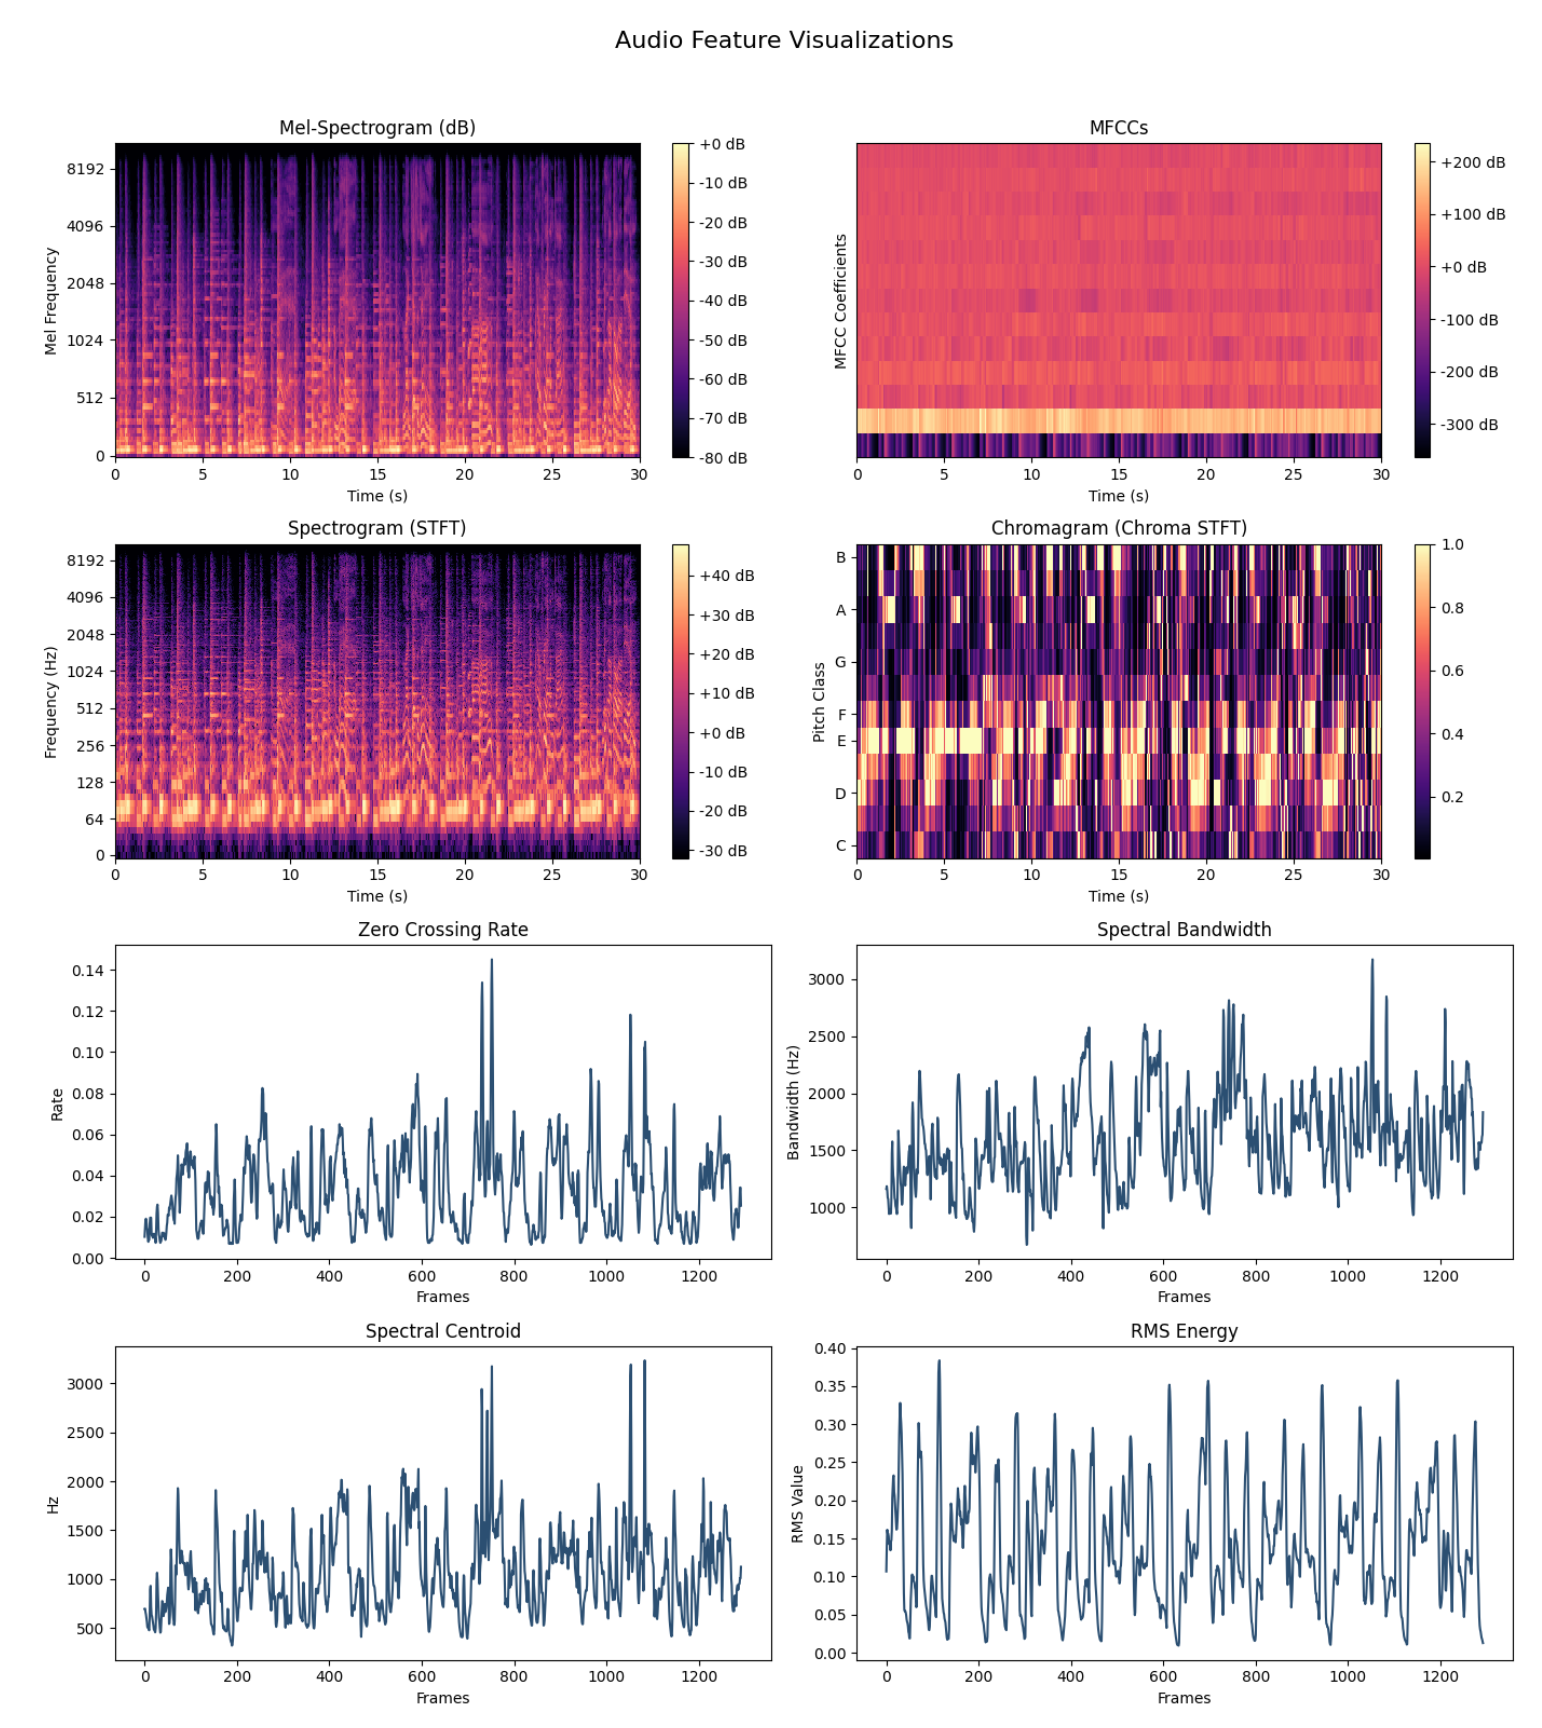 Audio Feature Visualizations
Mel-Spectrogram (dB)
Mel Frequency
8192
4096
2048
1024
512
0
0 5 10 15 20 25 30
Time (s)
+0 dB
-10 dB
-20 dB
-30 dB
-40 dB
-50 dB
-60 dB
-70 dB
-80 dB
MFCCs
MFCC Coefficients
0 5 10 15 20 25 30
Time (s)
+200 dB
+100 dB
+0 dB
-100 dB
-200 dB
-300 dB
Spectrogram (STFT)
Frequency (Hz)
8192
4096
2048
1024
512
256
128
64
0
0 5 10 15 20 25 30
Time (s)
+40 dB
+30 dB
+20 dB
+10 dB
+0 dB
-10 dB
-20 dB
-30 dB
Chromagram (Chroma STFT)
Pitch Class
B
A
G
F
E
D
C
0 5 10 15 20 25 30
Time (s)
1.0
0.8
0.6
0.4
0.2
Zero Crossing Rate
Rate
0.14
0.12
0.10
0.08
0.06
0.04
0.02
0.00
0 200 400 600 800 1000 1200
Frames
Spectral Bandwidth
Bandwidth (Hz)
3000
2500
2000
1500
1000
0 200 400 600 800 1000 1200
Frames
Spectral Centroid
Hz
3000
2500
2000
1500
1000
500
0 200 400 600 800 1000 1200
Frames
RMS Energy
RMS Value
0.40
0.35
0.30
0.25
0.20
0.15
0.10
0.05
0.00
0 200 400 600 800 1000 1200
Frames